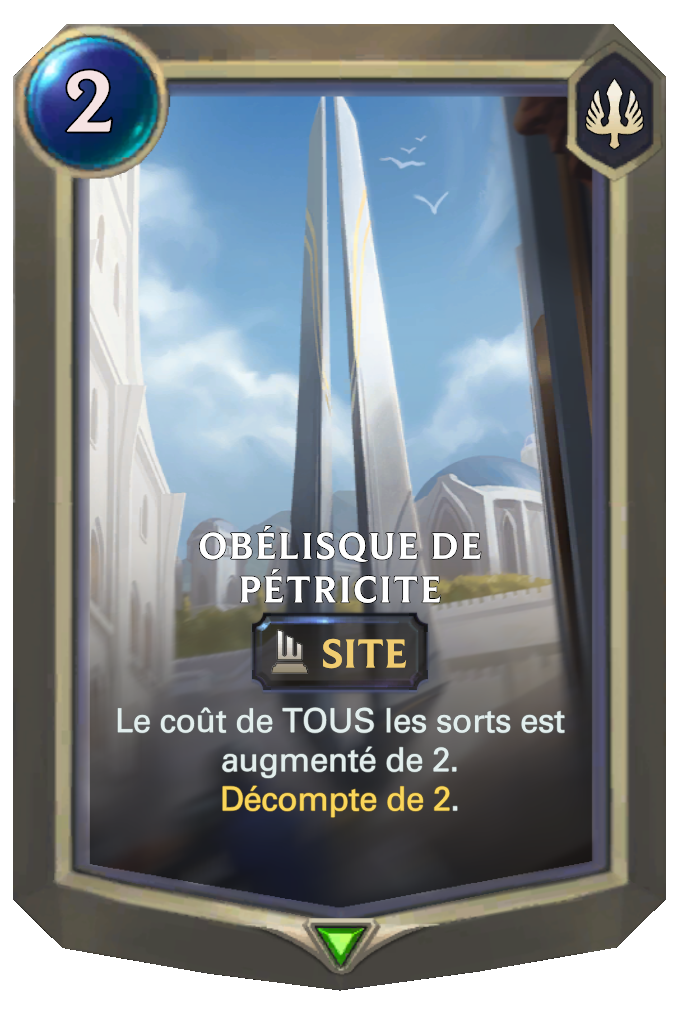 2
OBÉLISQUE DE
PÉTRICITE
SITE
Le coût de TOUS les sorts est
augmenté de 2.
Décompte de 2.